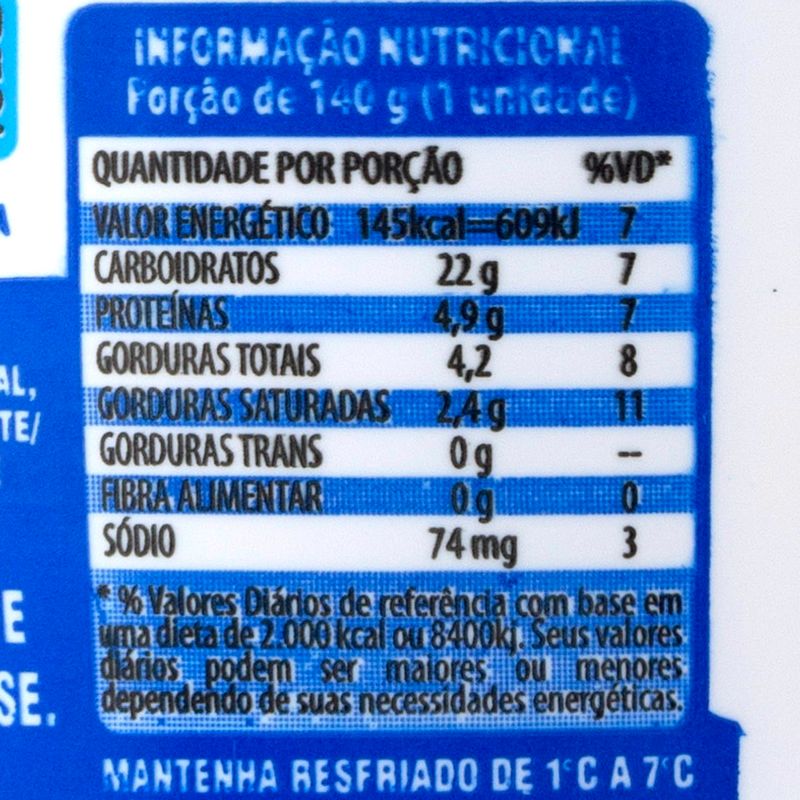 INFORMAÇÃO NUTRICIONAL
Porção de 140 g (1 unidade)
QUANTIDADE POR PORÇÃO %VD*
VALOR ENERGÉTICO 145kcal=609kJ 7
CARBOIDRATOS 22 g 7
PROTEÍNAS 4,9 g 7
GORDURAS TOTAIS 4,2 8
GORDURAS SATURADAS 2,4 g 11
GORDURAS TRANS 0 g --
FIBRA ALIMENTAR 0 g 0
SÓDIO 74 mg 3
* % Valores Diários de referência com base em
uma dieta de 2.000 kcal ou 8400kj. Seus valores
diários podem ser maiores ou menores
dependendo de suas necessidades energéticas.
MANTENHA RESFRIADO DE 1°C A 7°C
AL,
TE/
E
SE.